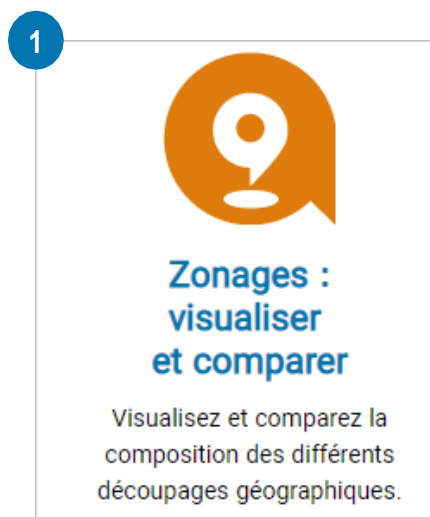 1
Zonages :
visualiser
et comparer
Visualisez et comparez la
composition des différents
découpages géographiques.